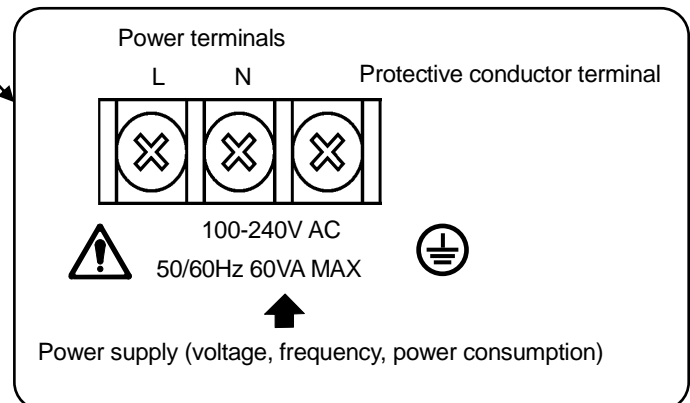 Power terminals
L N Protective conductor terminal
100-240V AC
50/60Hz 60VA MAX
Power supply (voltage, frequency, power consumption)